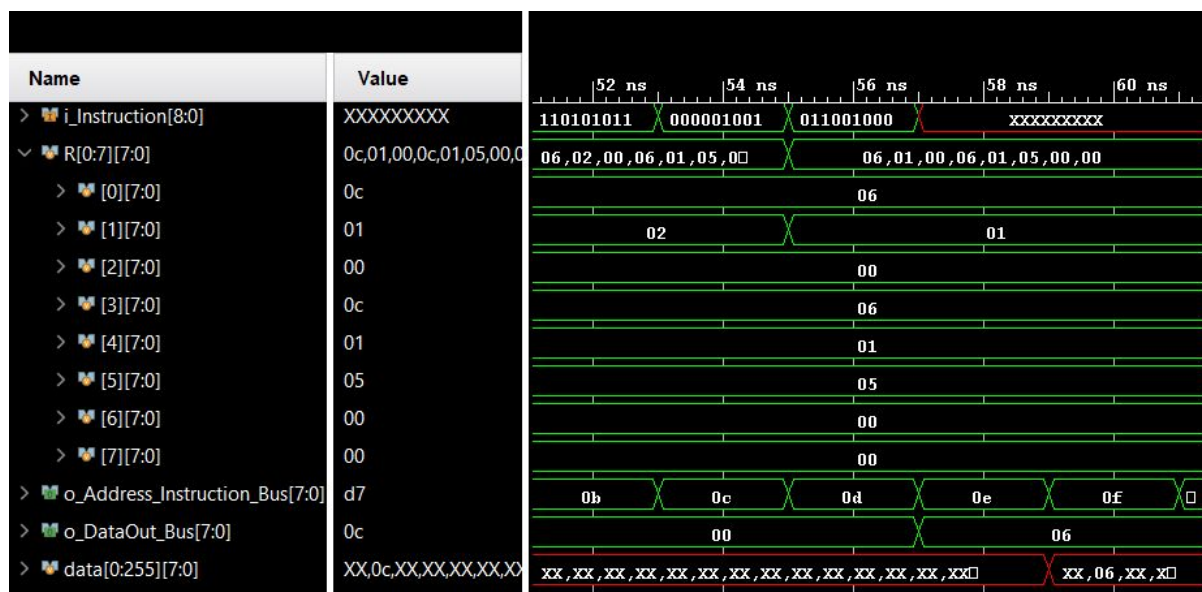 Name Value 52 ns 54 ns 56 ns 58 ns 60 ns
i_Instruction[8:0] XXXXXXXXX 110101011 000001001 011001000 XXXXXXXXX
R[0:7][7:0] 0c,01,00,0c,01,05,00,0 06,02,00,06,01,05,0 06,01,00,06,01,05,00,00
[0][7:0] 0c 06
[1][7:0] 01 02 01
[2][7:0] 00 00
[3][7:0] 0c 06
[4][7:0] 01 01
[5][7:0] 05 05
[6][7:0] 00 00
[7][7:0] 00 00
o_Address_Instruction_Bus[7:0] d7 0b 0c 0d 0e 0f
o_DataOut_Bus[7:0] 0c 00 06
data[0:255][7:0] XX,0c,XX,XX,XX,XX,XX XX,XX,XX,XX,XX,XX,XX,XX,XX,XX,XX,XX,XX,XX XX,06,XX,X